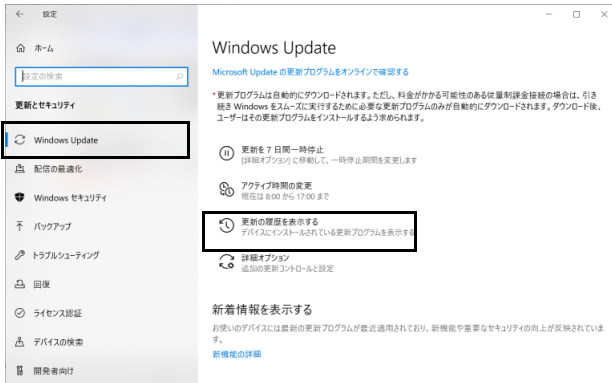 ← 設定
ホーム
設定の検索
更新とセキュリティ
Windows Update
配信の最適化
Windows セキュリティ
バックアップ
トラブルシューティング
回復
ライセンス認証
デバイスの検索
開発者向け
Windows Update
Microsoft Update の更新プログラムをオンラインで確認する
*更新プログラムは自動的にダウンロードされます。ただし、料金がかかる可能性のある従量制課金接続の場合は、引き
続き Windows をスムーズに実行するために必要な更新プログラムのみが自動的にダウンロードされます。ダウンロード後、
ユーザーはその更新プログラムをインストールするよう求められます。
更新を 7 日間一時停止
[詳細オプション] に移動して、一時停止期間を変更します
アクティブ時間の変更
現在は 8:00 から 17:00 まで
更新の履歴を表示する
デバイスにインストールされている更新プログラムを表示する
詳細オプション
追加の更新コントロールと設定
新着情報を表示する
お使いのデバイスには最新の更新プログラムが最近適用されており、新機能や重要なセキュリティの向上が反映されていま
す。
新機能の詳細